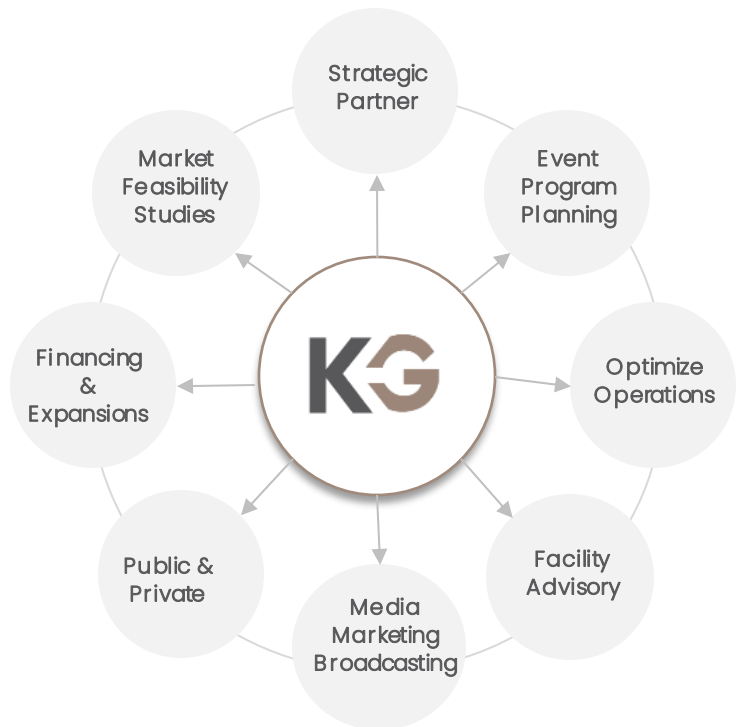 Strategic
Partner
Event
Program
Planning
Optimize
Operations
Facility
Advisory
Media
Marketing
Broadcasting
Public &
Private
Financing
&
Expansions
Market
Feasibility
Studies
KG